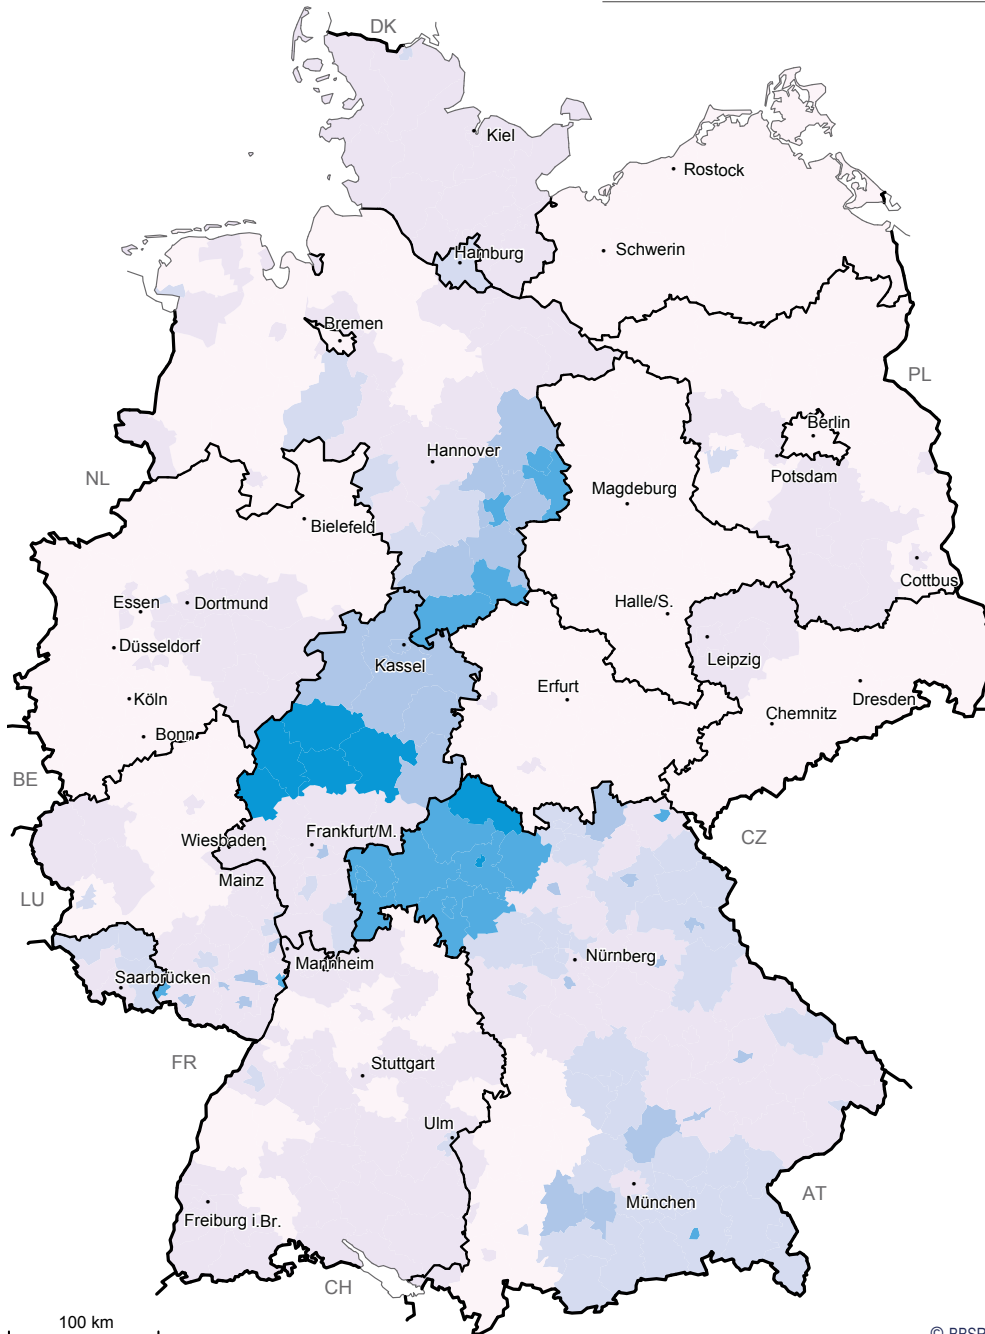 DK
Kiel
Rostock
Hamburg
Schwerin
Bremen
PL
Berlin
Hannover
NL
Potsdam
Magdeburg
Bielefeld
Cottbus
Essen
Dortmund
Halle/S.
Düsseldorf
Leipzig
Kassel
Erfurt
Köln
Dresden
Chemnitz
Bonn
BE
Wiesbaden
Frankfurt/M.
CZ
Mainz
LU
Nürnberg
Mannheim
Saarbrücken
FR
Stuttgart
Ulm
München
AT
Freiburg i.Br.
CH
100 km